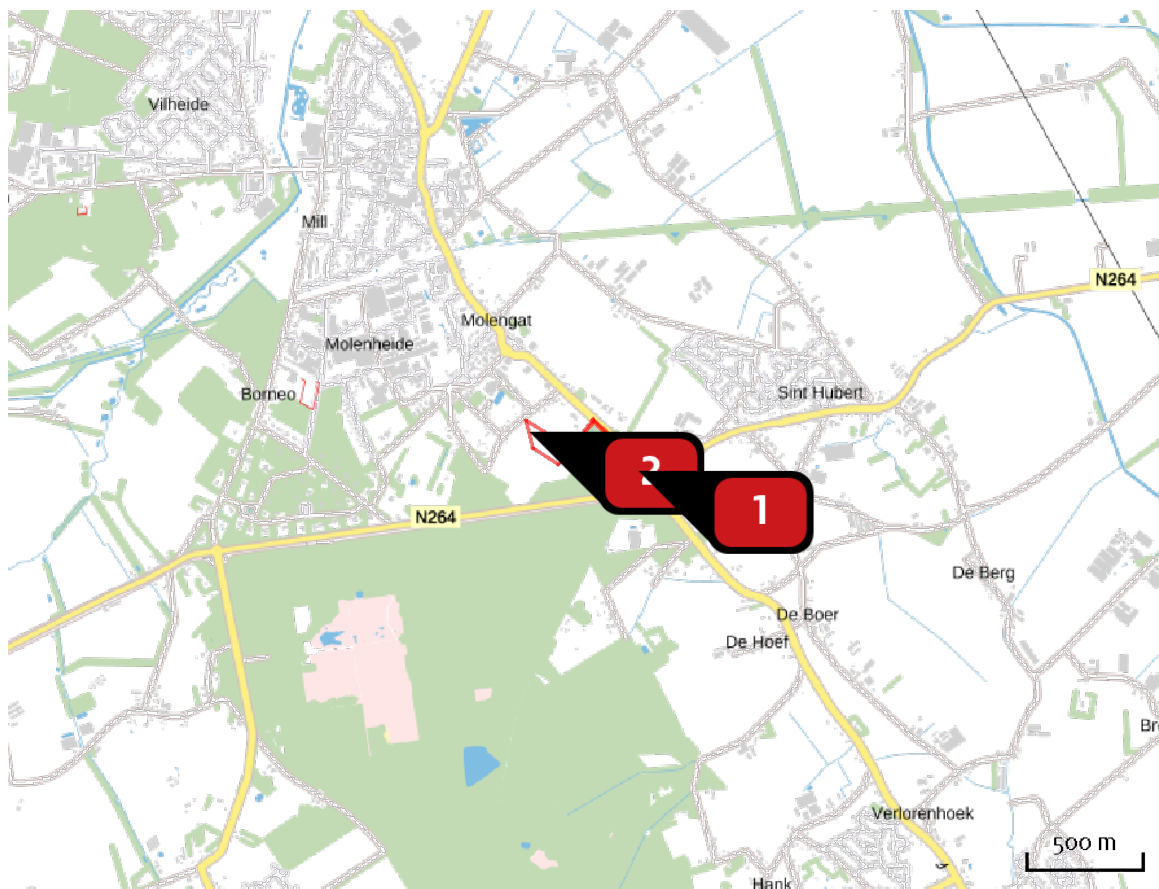 Vilheide
Mill
N264
Molengat
Molenheide
Borneo
Sint Hubert
2
1
N264
De Berg
De Boer
De Hoef
Verlorenhoek
500 m
Hank